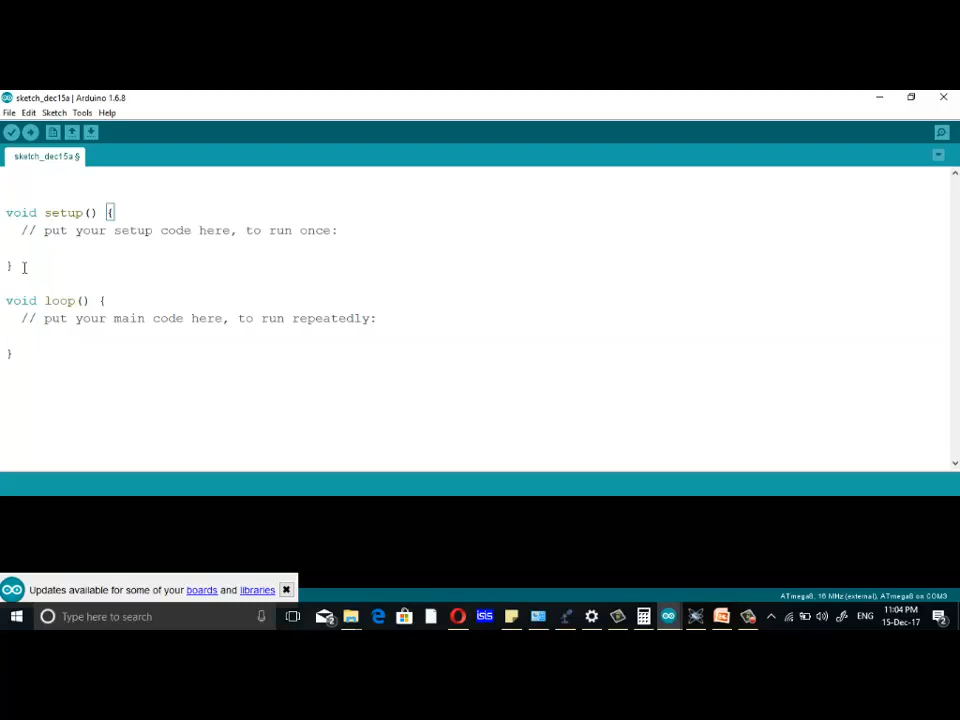 sketch_dec15a | Arduino 1.6.8
File Edit Sketch Tools Help
sketch_dec15a §
void setup() {
// put your setup code here, to run once:
}
void loop() {
// put your main code here, to run repeatedly:
}
Updates available for some of your boards and libraries
ATmega8, 16 MHz (external), ATmega8 on COM3
Type here to search
2
isis
ENG
11:04 PM
15-Dec-17
2